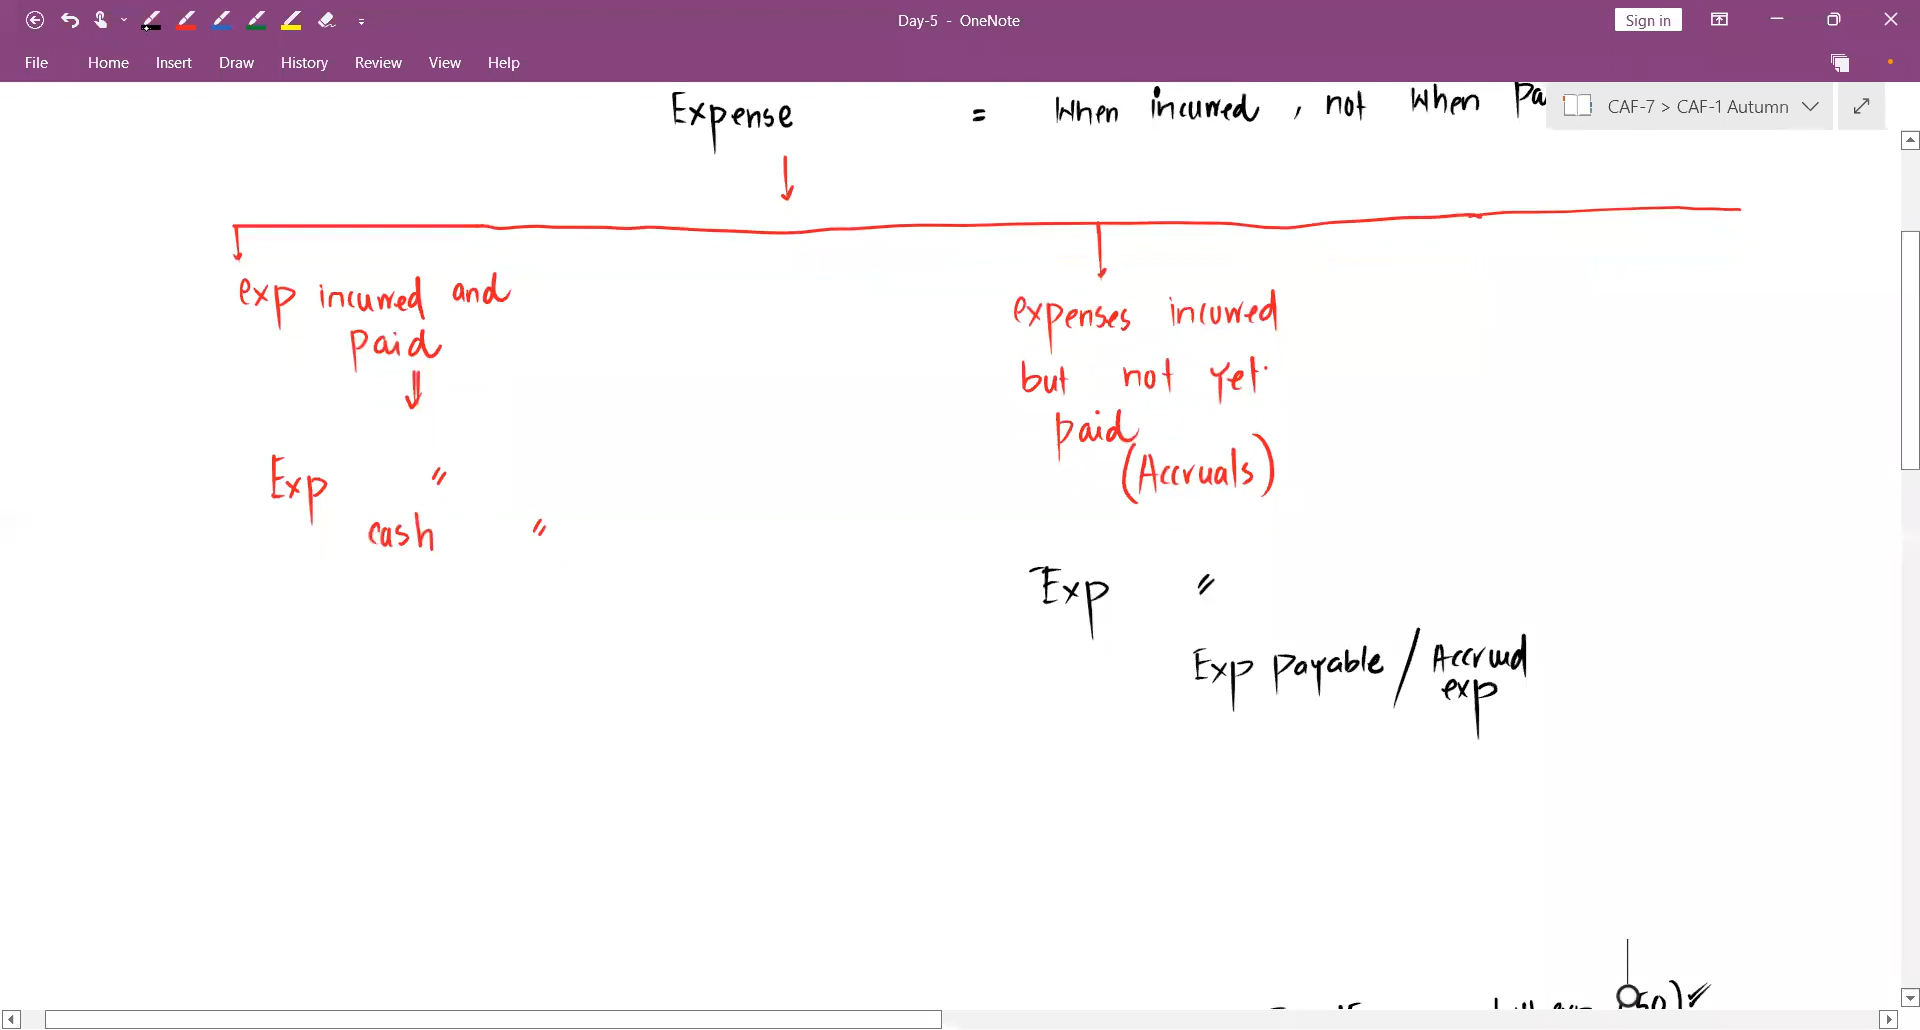 Day-5 - OneNote
Sign in
File Home Insert Draw History Review View Help
Expense = When incurred, not when Pa
CAF-7 > CAF-1 Autumn
exp incurred and
paid
Exp "
cash "
expenses incurred
but not yet
paid
(Accruals)
Exp "
Exp payable / Accrued
exp
50) ✓